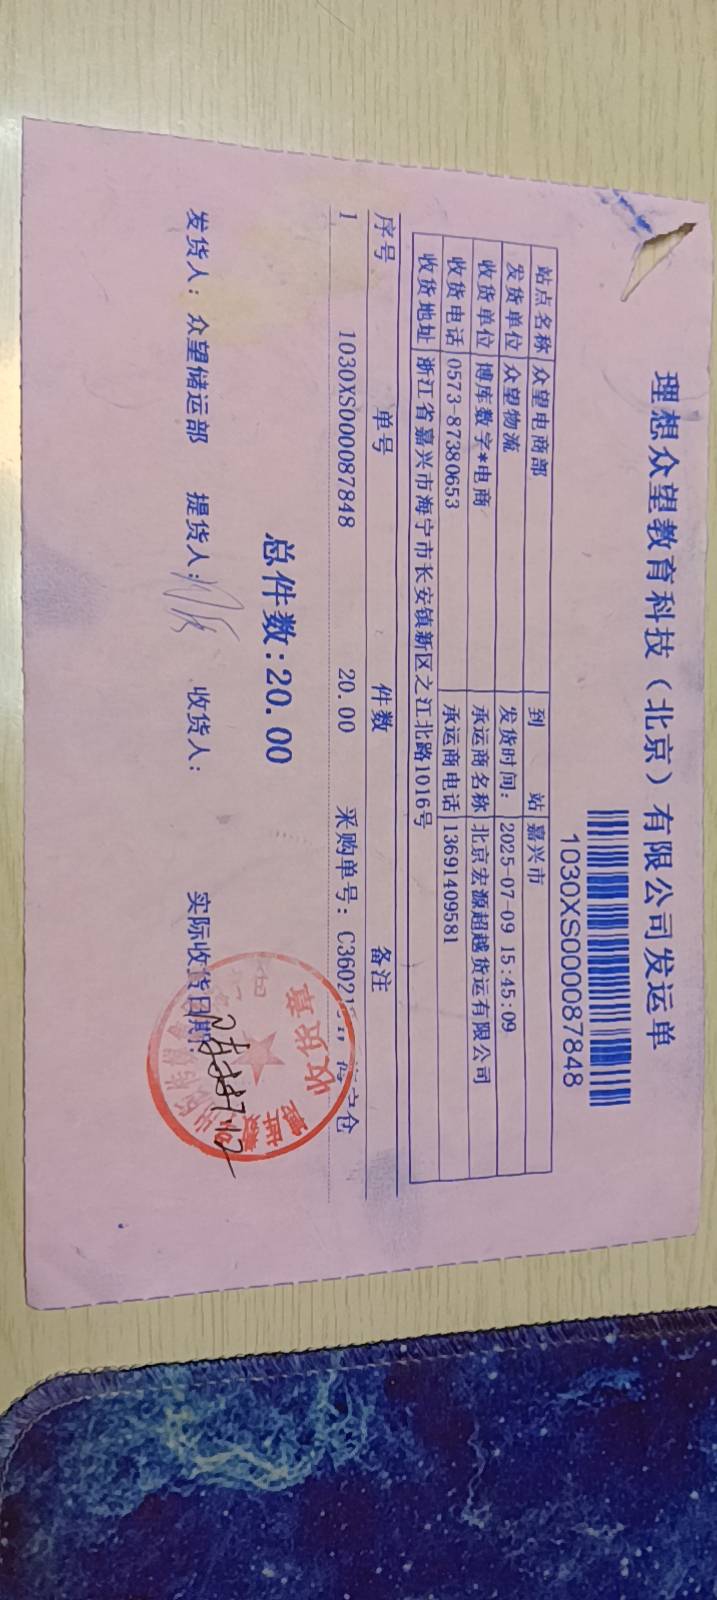 理想众望教育科技（北京）有限公司发运单
1030XS000087848
站点名称 众望电商部 到 站 嘉兴市
发货单位 众望物流 发货时间: 2025-07-09 15:45:09
收货单位 博库数字*电商 承运商名称 北京宏源超越货运有限公司
收货电话 0573-87380653 承运商电话 13691409581
收货地址 浙江省嘉兴市海宁市长安镇新区之江北路1016号
序号 单号 件数 备注
1 1030XS000087848 20.00 采购单号: C36021 仓
总件数:20.00
发货人: 众望储运部 提货人: 收货人: 实际收货日期:
收货章